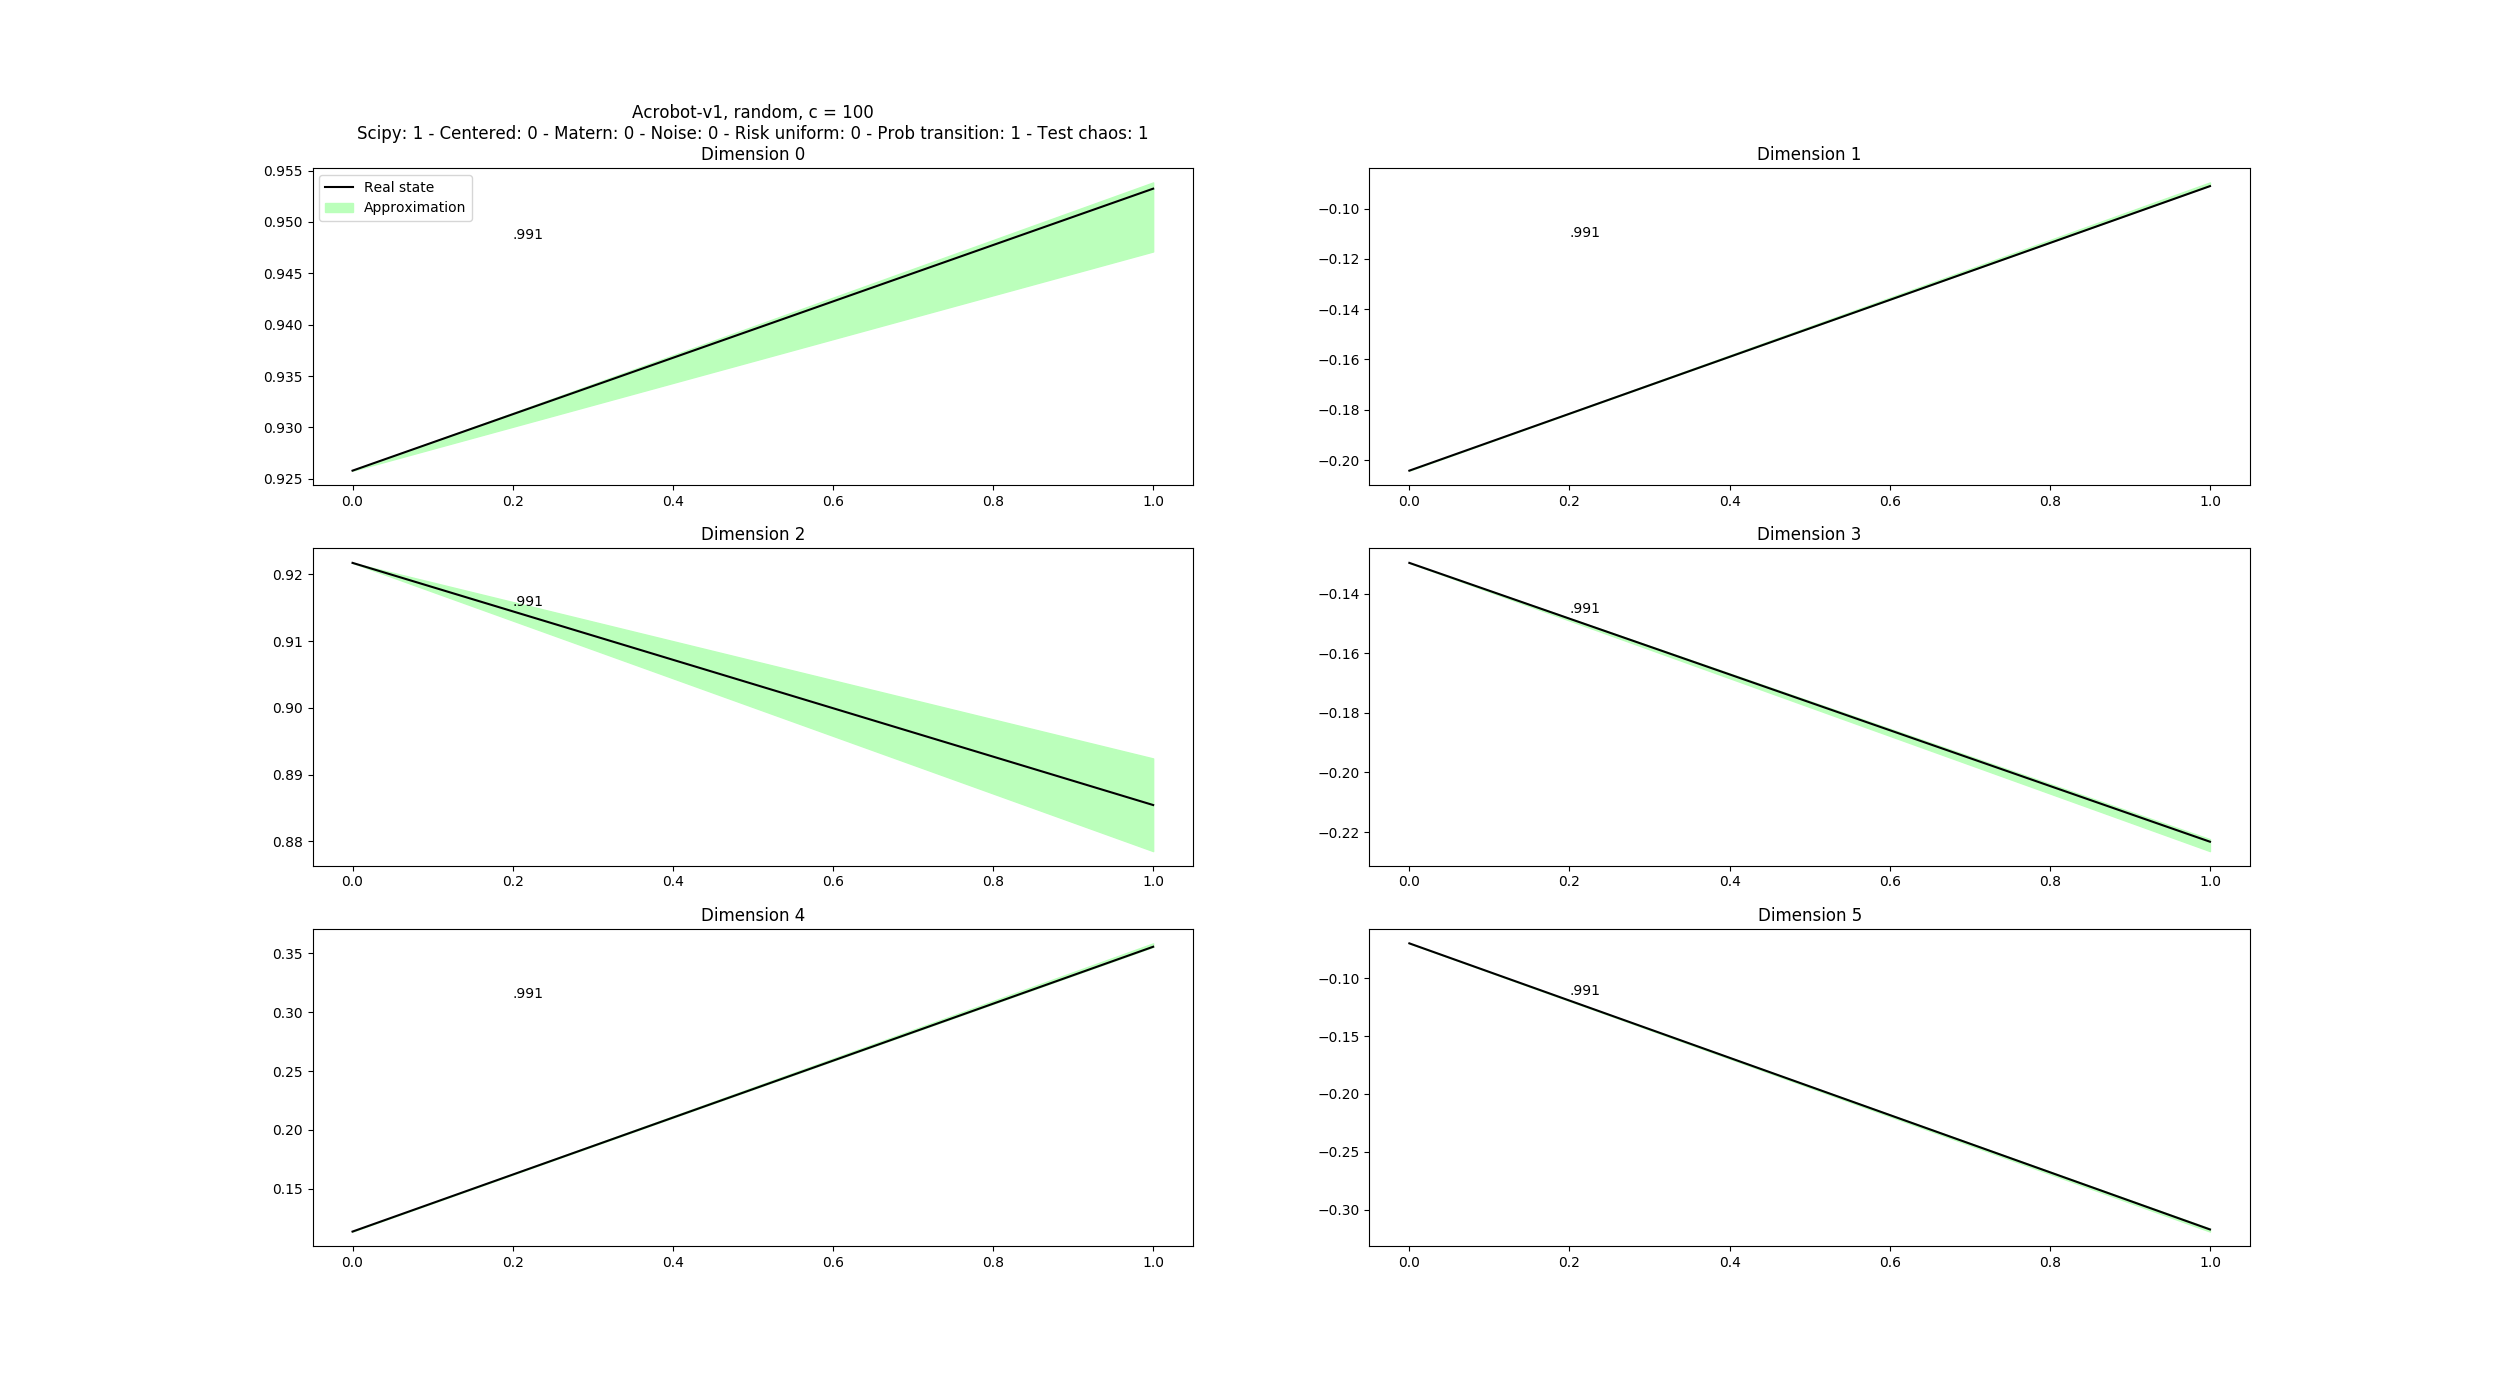 Acrobot-v1, random, c = 100
Scipy: 1 - Centered: 0 - Matern: 0 - Noise: 0 - Risk uniform: 0 - Prob transition: 1 - Test chaos: 1
Dimension 0
Real state
Approximation
.991
0.955
0.950
0.945
0.940
0.935
0.930
0.925
0.0 0.2 0.4 0.6 0.8 1.0
Dimension 1
.991
−0.10
−0.12
−0.14
−0.16
−0.18
−0.20
0.0 0.2 0.4 0.6 0.8 1.0
Dimension 2
.991
0.92
0.91
0.90
0.89
0.88
0.0 0.2 0.4 0.6 0.8 1.0
Dimension 3
.991
−0.14
−0.16
−0.18
−0.20
−0.22
0.0 0.2 0.4 0.6 0.8 1.0
Dimension 4
.991
0.35
0.30
0.25
0.20
0.15
0.0 0.2 0.4 0.6 0.8 1.0
Dimension 5
.991
−0.10
−0.15
−0.20
−0.25
−0.30
0.0 0.2 0.4 0.6 0.8 1.0